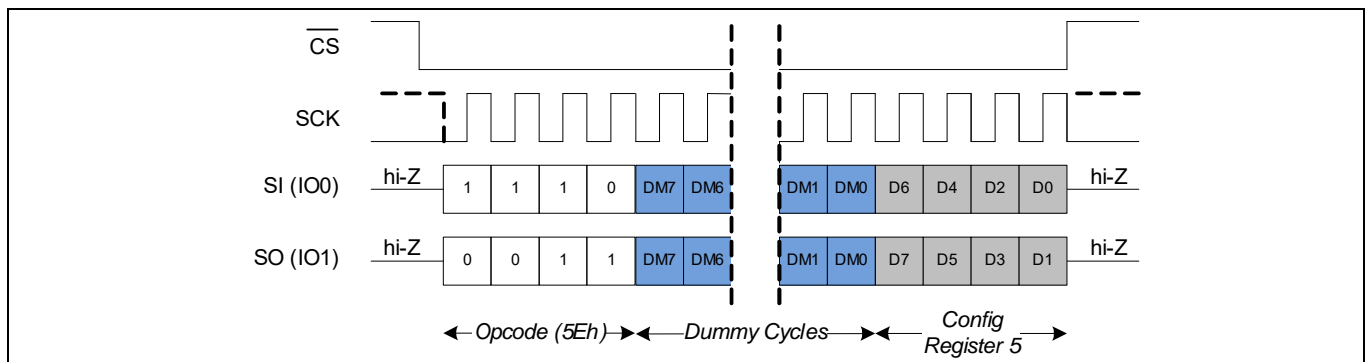 CS
SCK
SI (IO0) hi-Z 1 1 1 0 DM7 DM6 DM1 DM0 D6 D4 D2 D0 hi-Z
SO (IO1) hi-Z 0 0 1 1 DM7 DM6 DM1 DM0 D7 D5 D3 D1 hi-Z
Opcode (5Eh) Dummy Cycles Config
Register 5